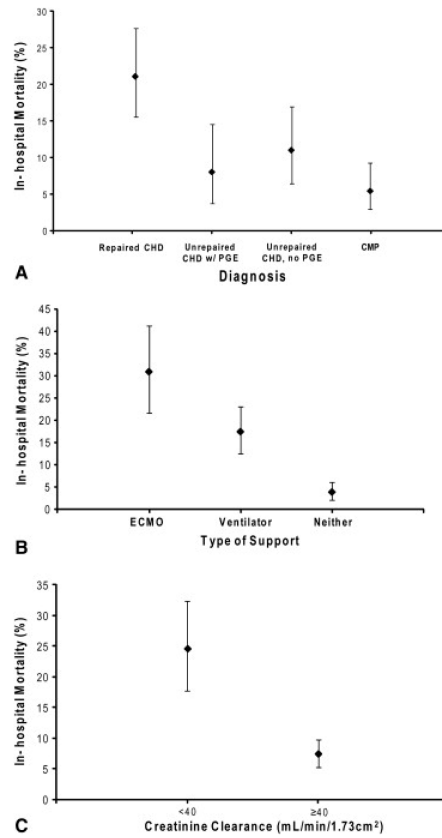 In- hospital Mortality (%)
30
25
20
15
10
5
0
Repaired CHD
Unrepaired
CHD w/ PGE
Unrepaired
CHD, no PGE
CMP
Diagnosis
A
In- hospital Mortality (%)
45
40
35
30
25
20
15
10
5
0
ECMO
Ventilator
Neither
Type of Support
B
In- hospital Mortality (%)
35
30
25
20
15
10
5
0
<40
≥40
Creatinine Clearance (mL/min/1.73cm²)
C